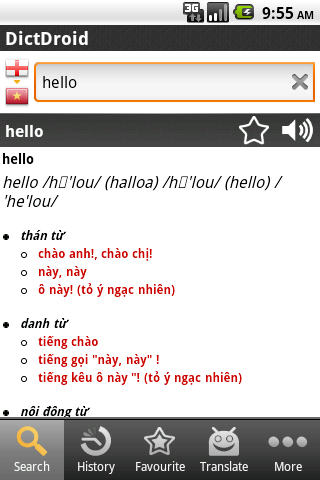 3G 9:55 AM
DictDroid
hello
hello
hello
hello /h▯'lou/ (halloa) /h▯'lou/ (hello) /
'he'lou/
thán từ
chào anh!, chào chị!
này, này
ô này! (tỏ ý ngạc nhiên)
danh từ
tiếng chào
tiếng gọi "này, này" !
tiếng kêu ô này "! (tỏ ý ngạc nhiên)
nội động từ
Search History Favourite Translate More